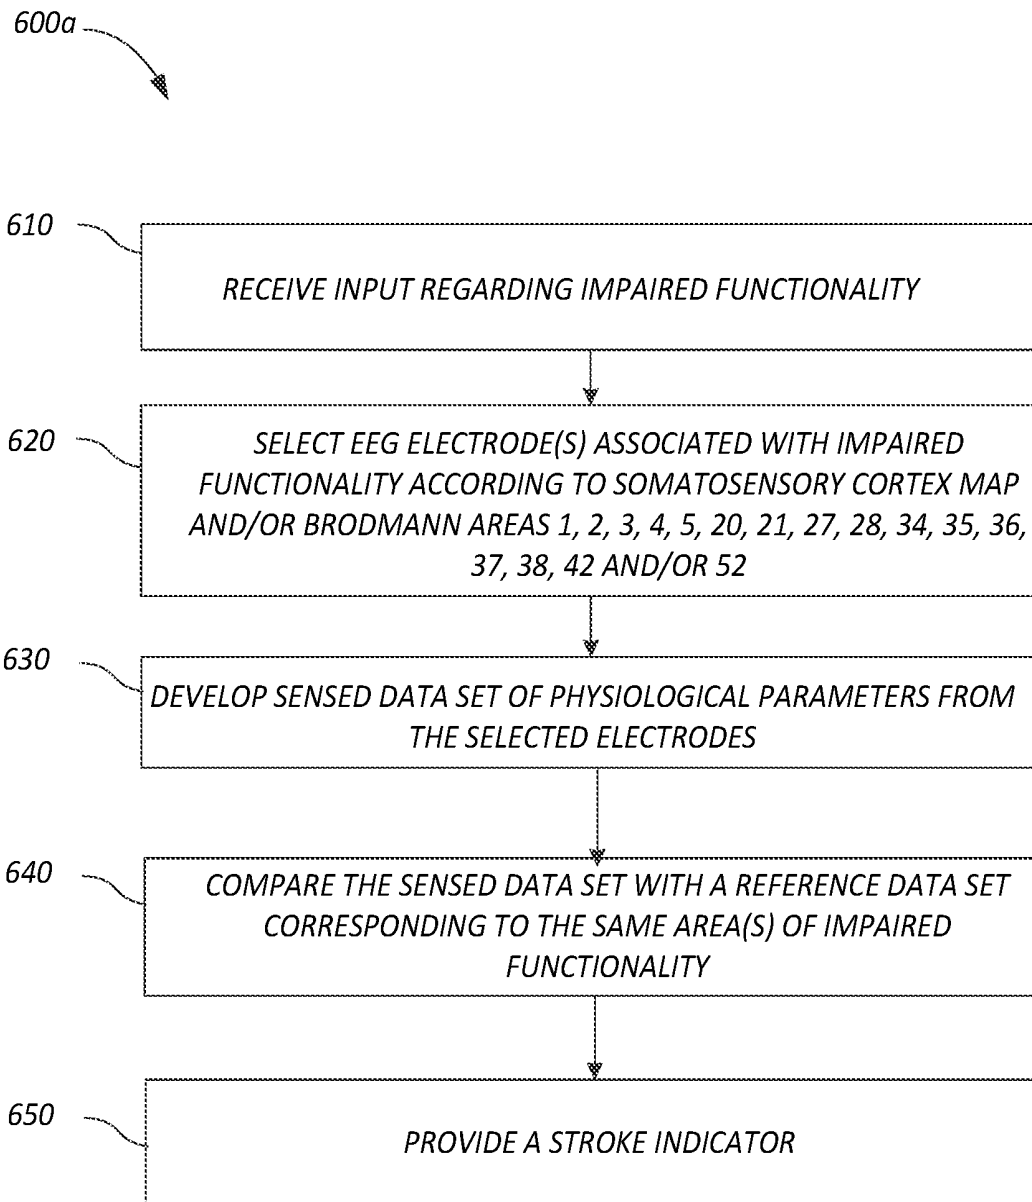 600a
610
RECEIVE INPUT REGARDING IMPAIRED FUNCTIONALITY
620
SELECT EEG ELECTRODE(S) ASSOCIATED WITH IMPAIRED
FUNCTIONALITY ACCORDING TO SOMATOSENSORY CORTEX MAP
AND/OR BRODMANN AREAS 1, 2, 3, 4, 5, 20, 21, 27, 28, 34, 35, 36,
37, 38, 42 AND/OR 52
630
DEVELOP SENSED DATA SET OF PHYSIOLOGICAL PARAMETERS FROM
THE SELECTED ELECTRODES
640
COMPARE THE SENSED DATA SET WITH A REFERENCE DATA SET
CORRESPONDING TO THE SAME AREA(S) OF IMPAIRED
FUNCTIONALITY
650
PROVIDE A STROKE INDICATOR